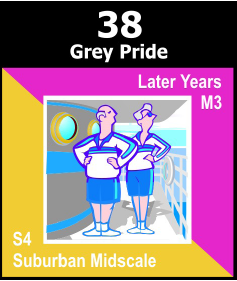 38
Grey Pride
Later Years
M3
S4
Suburban Midscale